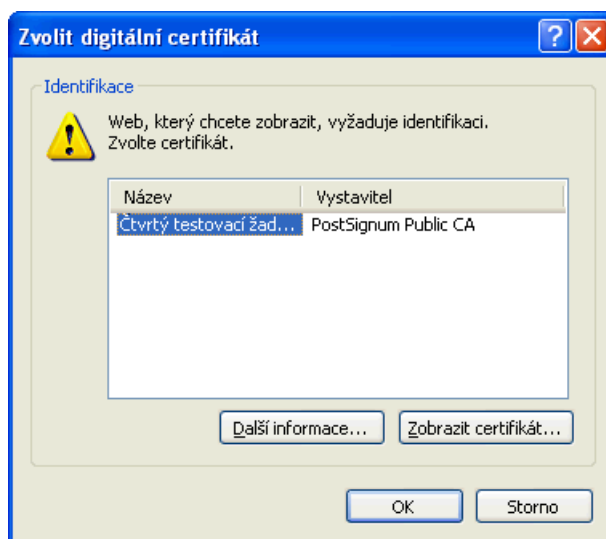 Zvolit digitální certifikát
Identifikace
Web, který chcete zobrazit, vyžaduje identifikaci.
Zvolte certifikát.
Název Vystavitel
Čtvrtý testovací žad... PostSignum Public CA
Další informace... Zobrazit certifikát...
OK Storno